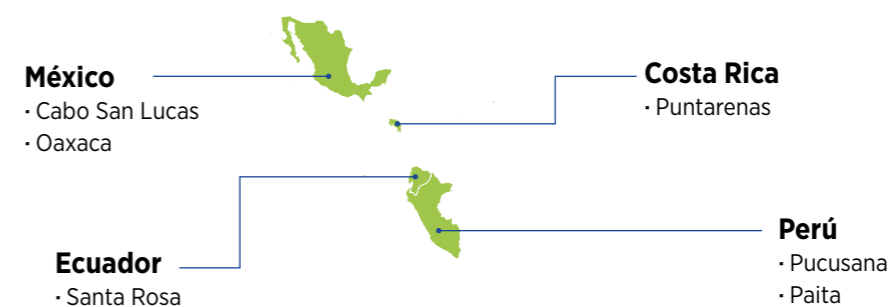 México
· Cabo San Lucas
· Oaxaca
Costa Rica
· Puntarenas
Ecuador
· Santa Rosa
Perú
· Pucusana
· Paita